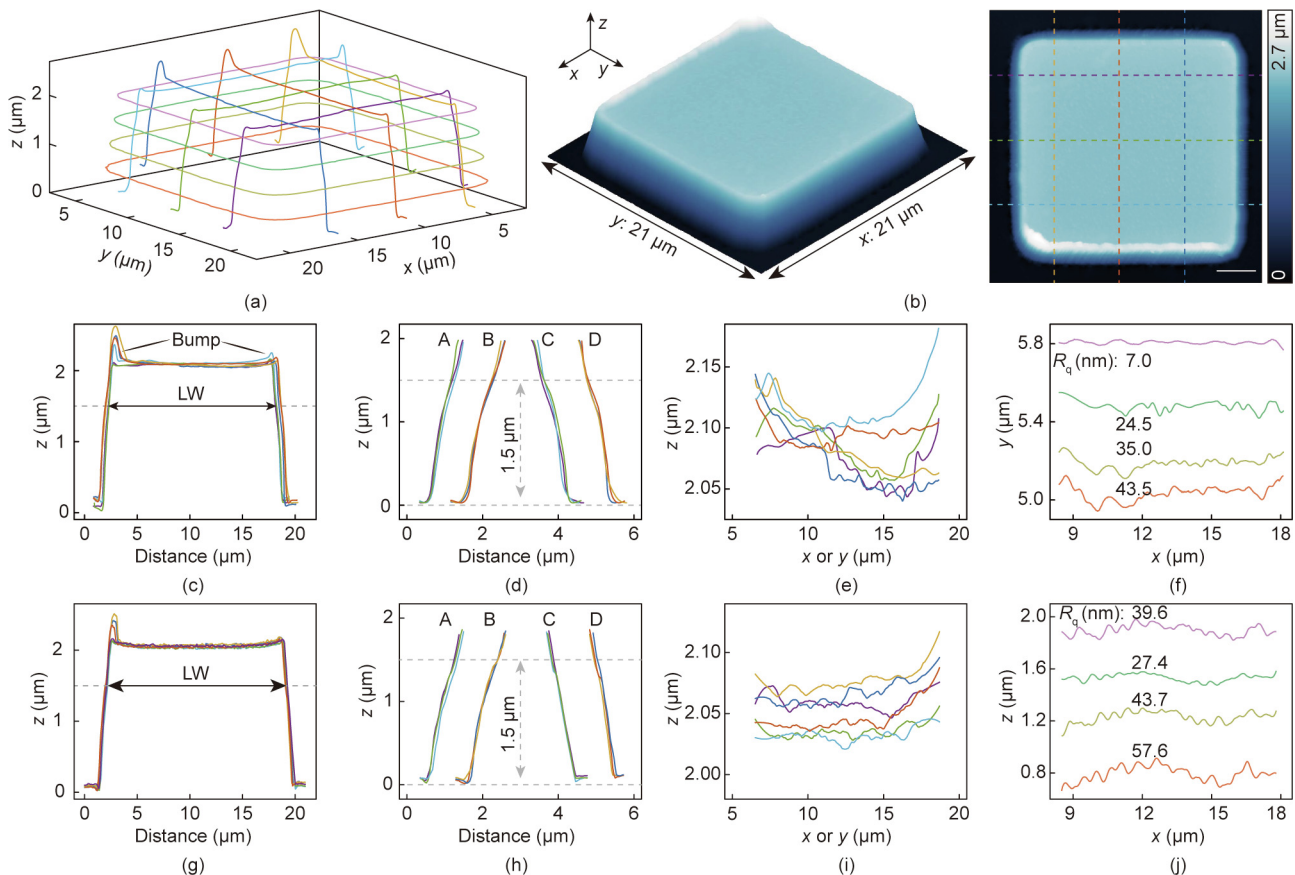 z (μm)
2
1
0
5
10
15
20
y (μm)
20
15
10
5
x (μm)
(a)
z
x
y
y: 21 μm
x: 21 μm
2.7 μm
0
(b)
z (μm)
2
1
0
Bump
LW
0
5
10
15
20
Distance (μm)
(c)
z (μm)
2
1
0
A
B
C
D
1.5 μm
0
2
4
6
Distance (μm)
(d)
z (μm)
2.15
2.10
2.05
5
10
15
20
x or y (μm)
(e)
y (μm)
5.8
5.4
5.0
Rq (nm): 7.0
24.5
35.0
43.5
9
12
15
18
x (μm)
(f)
z (μm)
2
1
0
LW
0
5
10
15
20
Distance (μm)
(g)
z (μm)
2
1
0
A
B
C
D
1.5 μm
0
2
4
6
Distance (μm)
(h)
z (μm)
2.10
2.05
2.00
5
10
15
20
x or y (μm)
(i)
z (μm)
2.0
1.6
1.2
0.8
Rq (nm): 39.6
27.4
43.7
57.6
9
12
15
18
x (μm)
(j)